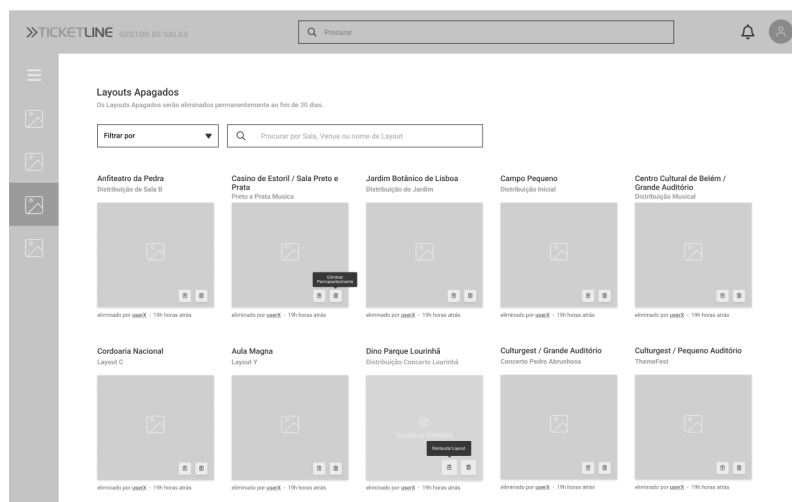 TICKETLINE GESTOR DE SALAS
Procurar
Layouts Apagados
Os Layouts Apagados serão eliminados permanentemente ao fim de 30 dias.
Filtrar por
Procurar por Sala, Venue ou nome de Layout
Anfiteatro da Pedra
Distribuição de Sala B
eliminado por userX - 19h horas atrás
Casino de Estoril / Sala Preto e
Prata
Preto e Prata Musica
Eliminar
Permanentemente
eliminado por userX - 19h horas atrás
Jardim Botânico de Lisboa
Distribuição do Jardim
eliminado por userX - 19h horas atrás
Campo Pequeno
Distribuição Inicial
eliminado por userX - 19h horas atrás
Centro Cultural de Belém /
Grande Auditório
Distribuição Musical
eliminado por userX - 19h horas atrás
Cordoaria Nacional
Layout C
eliminado por userX - 19h horas atrás
Aula Magna
Layout Y
eliminado por userX - 19h horas atrás
Dino Parque Lourinhã
Distribuição Concerto Lourinhã
Restaurar Layout
eliminado por userX - 19h horas atrás
Culturgest / Grande Auditório
Concerto Pedro Abrunhosa
eliminado por userX - 19h horas atrás
Culturgest / Pequeno Auditório
ThemeFest
eliminado por userX - 19h horas atrás